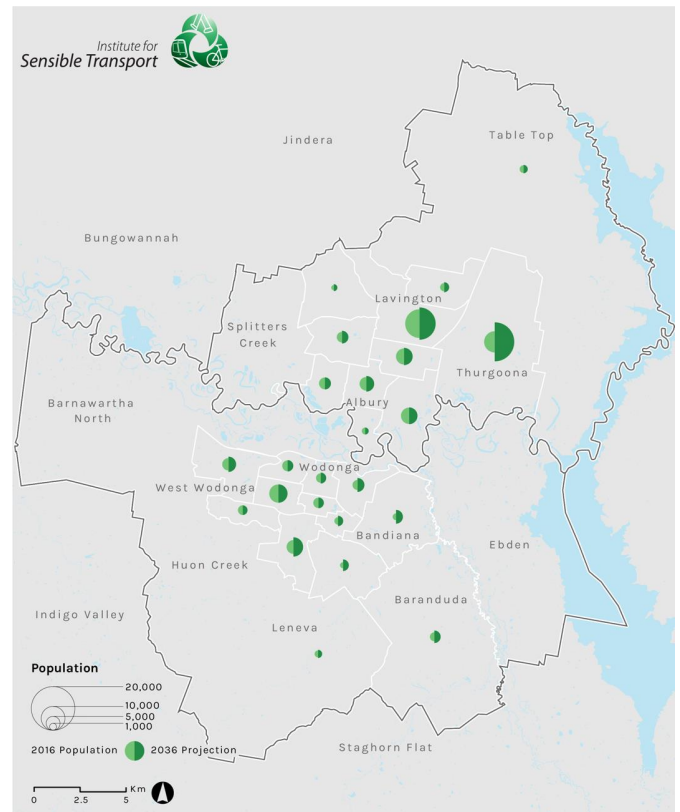 Institute for
Sensible Transport
Table Top
Jindera
Bungowannah
Lavington
Splitters
Creek
Thurgoona
Barnawartha
North
Albury
Wodonga
West Wodonga
Bandiana
Ebden
Huon Creek
Baranduda
Indigo Valley
Leneva
Population
20,000
10,000
5,000
1,000
2016 Population
2036 Projection
Staghorn Flat
Km
0 2.5 5